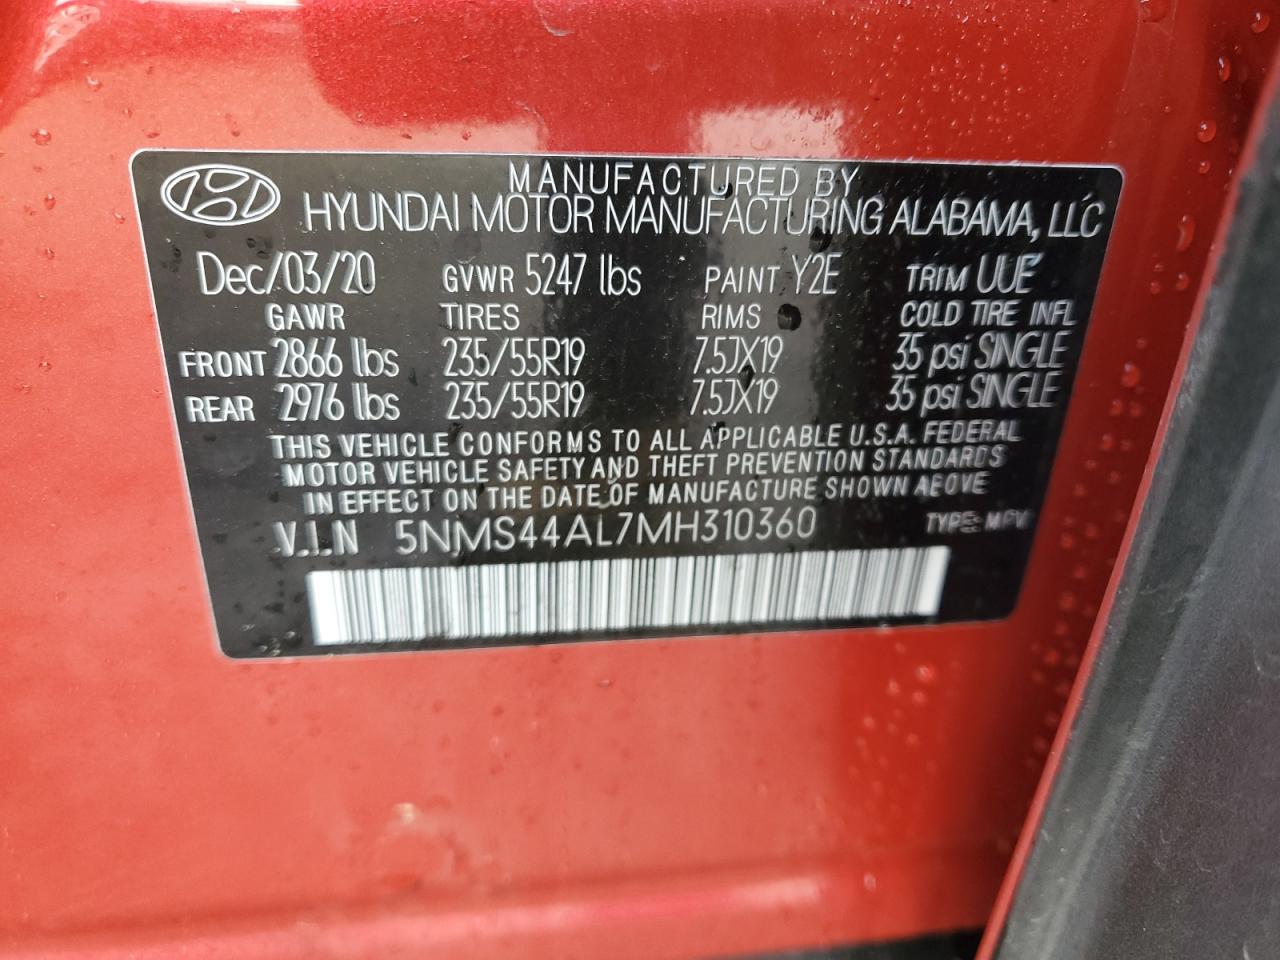 MANUFACTURED BY
HYUNDAI MOTOR MANUFACTURING ALABAMA, LLC
Dec/03/20 GVWR 5247 lbs PAINT Y2E TRIM UUE
GAWR TIRES RIMS COLD TIRE INFL
FRONT 2866 lbs 235/55R19 7.5JX19 35 psi SINGLE
REAR 2976 lbs 235/55R19 7.5JX19 35 psi SINGLE
THIS VEHICLE CONFORMS TO ALL APPLICABLE U.S.A. FEDERAL
MOTOR VEHICLE SAFETY AND THEFT PREVENTION STANDARDS
IN EFFECT ON THE DATE OF MANUFACTURE SHOWN ABOVE
V.I.N 5NMS44AL7MH310360 TYPE: MPV